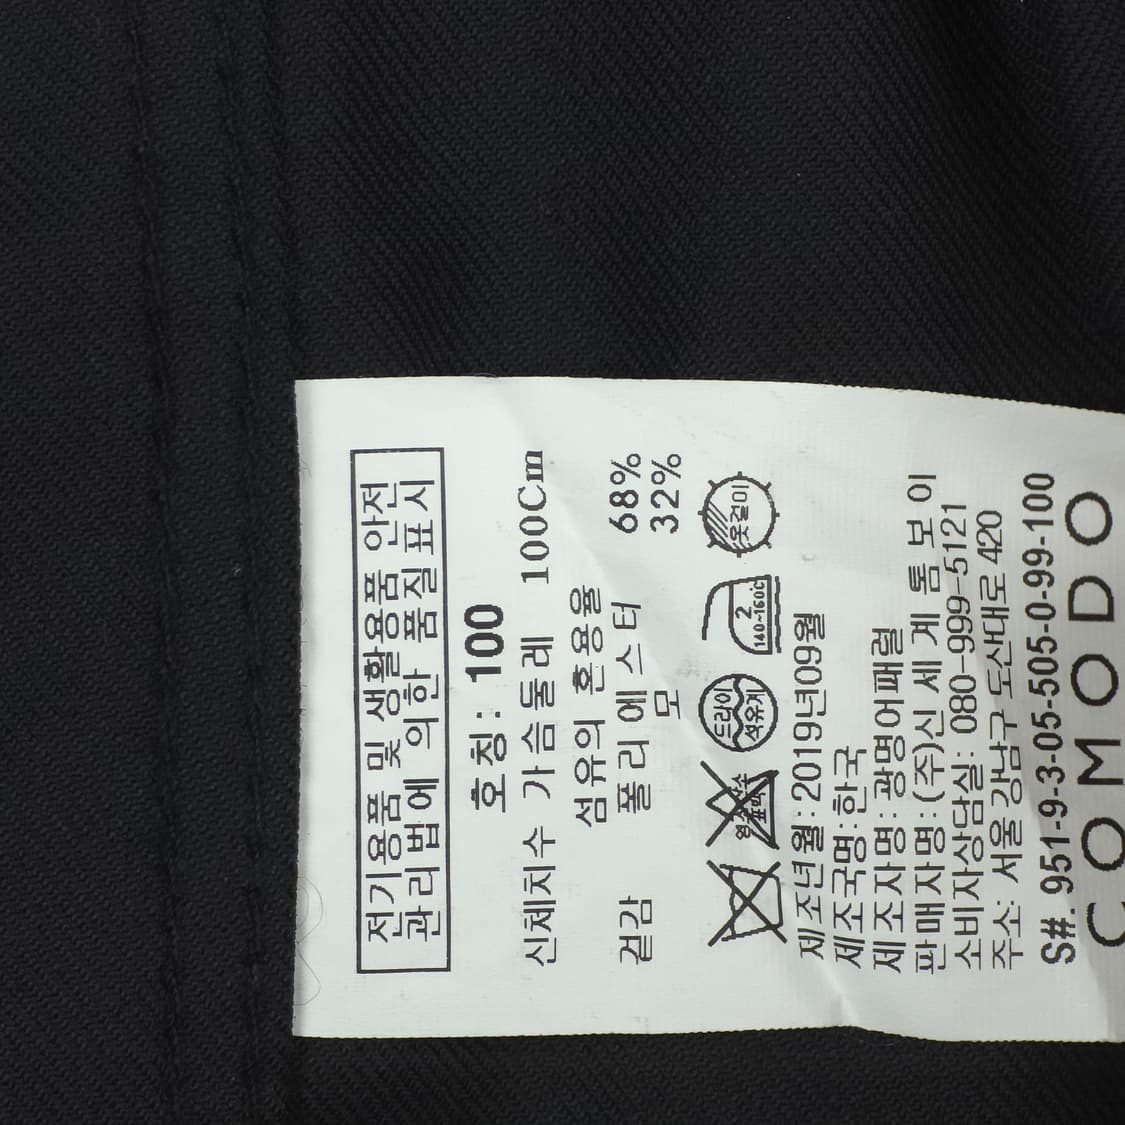 전기용품 및 생활용품 안전
관리법에 의한 품질 표시
호칭: 100
신체치수 가슴둘레 100Cm
섬유의 혼용율
겉감 폴리에스터 68%
모 32%
드라이
석유계
2
140~160℃
옷걸이
제조년월:2019년09월
제조국명:한국
제조자명: 광명어패럴
판매자명: (주)신세계톰보이
소비자상담실: 080-999-5121
주소: 서울강남구 도산대로 420
S#. 951-9-3-05-505-0-99-100
COMODO